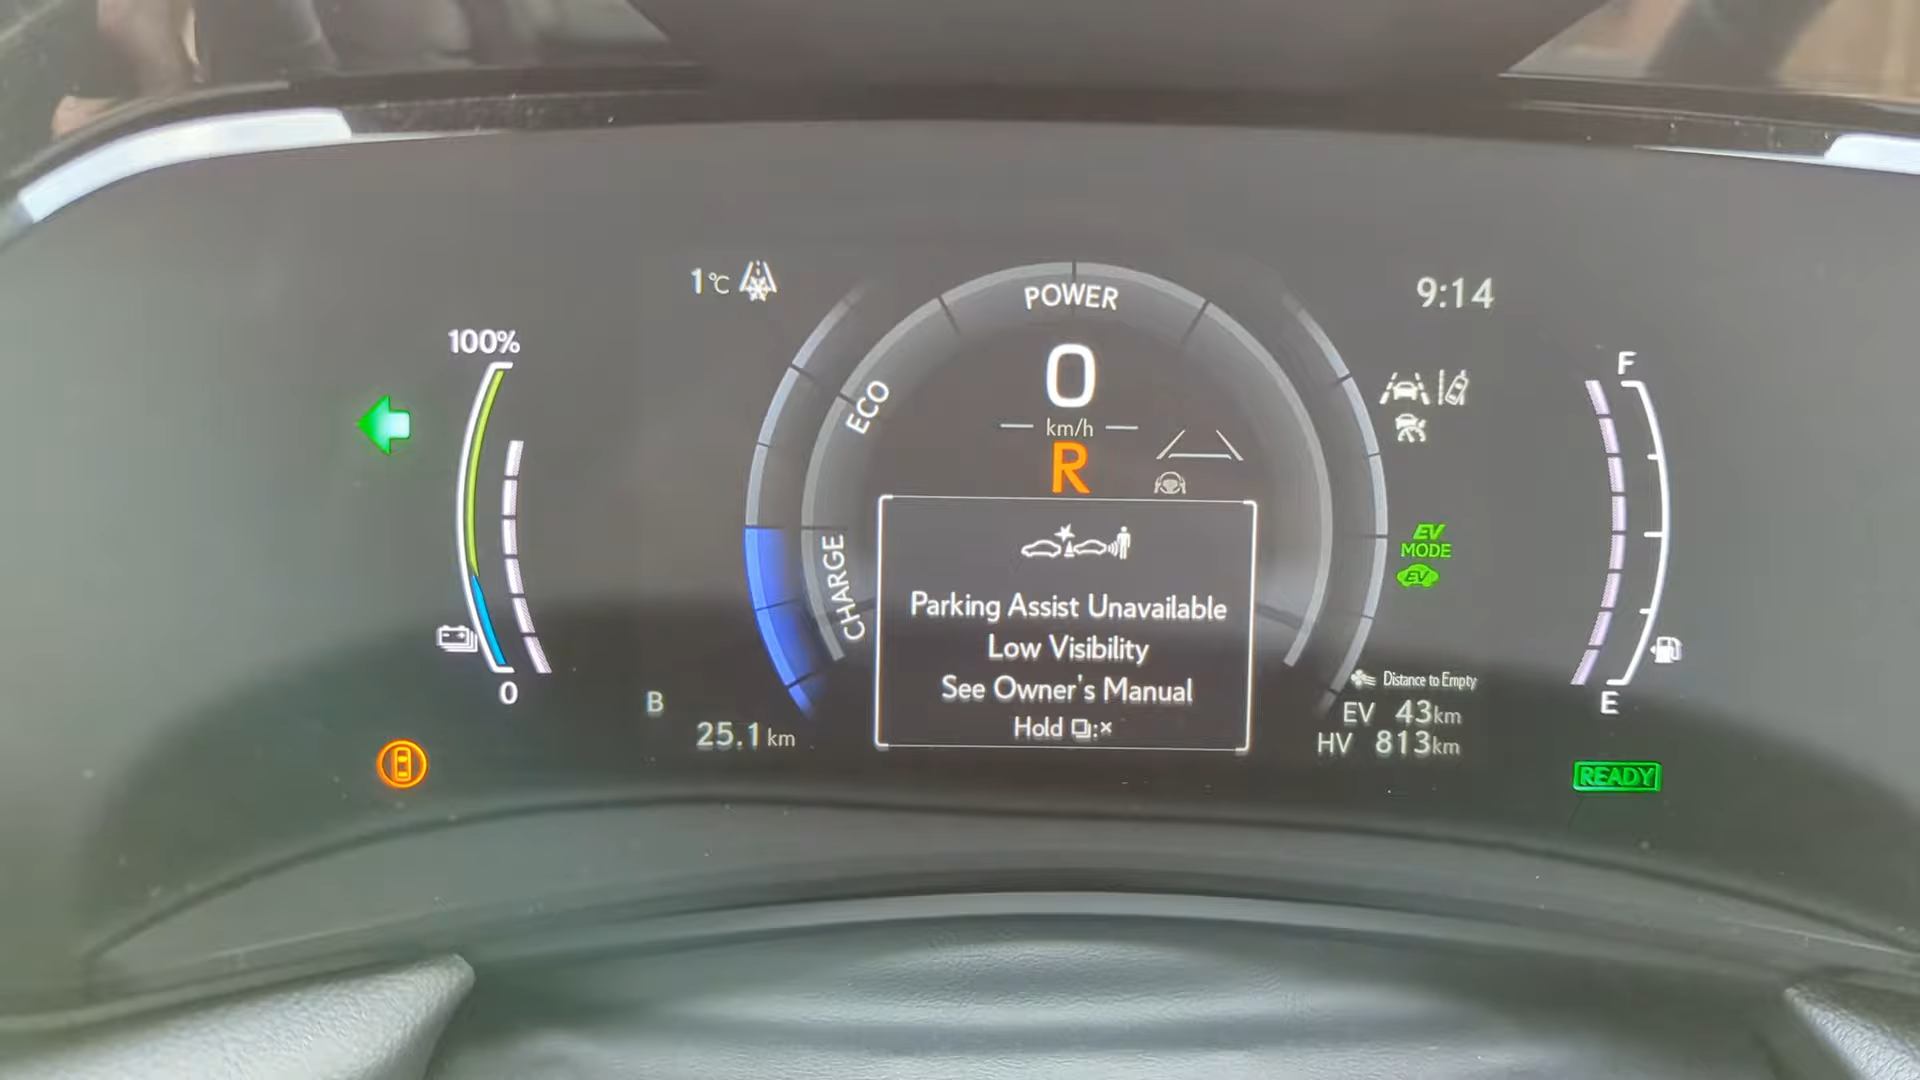 1°C
9:14
100%
POWER
F
0
ECO
km/h
R
EV
MODE
EV
CHARGE
Parking Assist Unavailable
Low Visibility
See Owner's Manual
Hold :×
0
E
B
25.1 km
Distance to Empty
EV 43km
HV 813km
READY